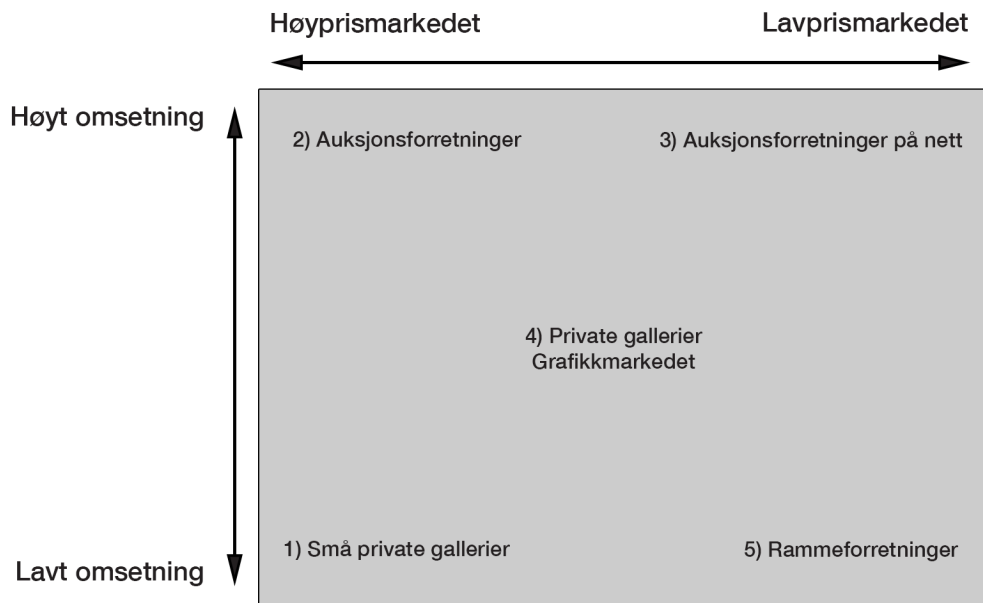 Høyprismarkedet
Lavprismarkedet
Høyt omsetning
2) Auksjonsforretninger
3) Auksjonsforretninger på nett
4) Private gallerier
Grafikkmarkedet
1) Små private gallerier
5) Rammeforretninger
Lavt omsetning